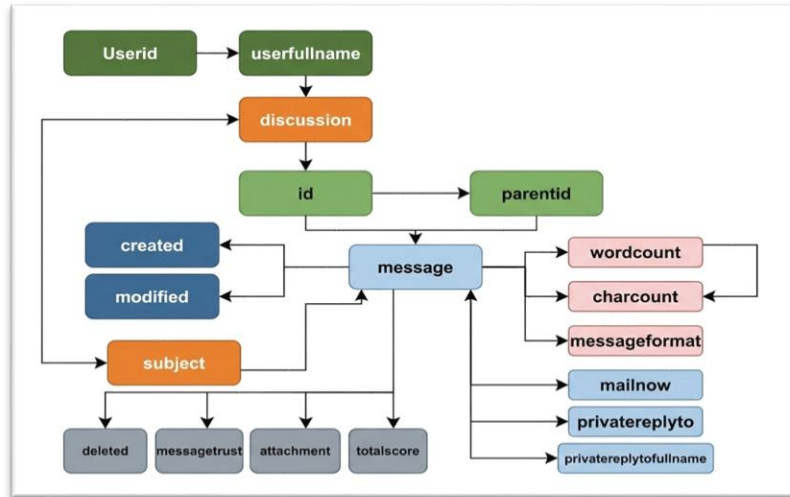 Userid
userfullname
discussion
id
parentid
created
message
wordcount
modified
charcount
subject
messageformat
mailnow
deleted
messagetrust
attachment
totalscore
privatereplyto
privatereplytofullname